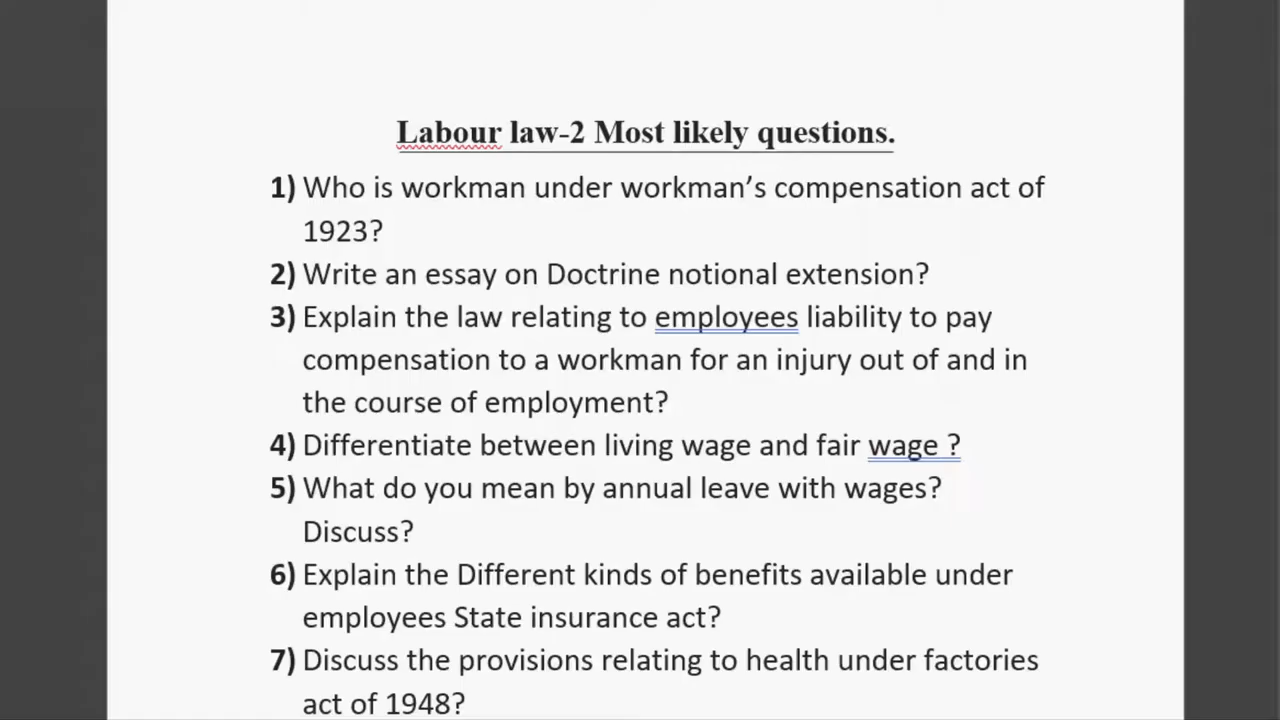 Labour law-2 Most likely questions.
1) Who is workman under workman’s compensation act of
1923?
2) Write an essay on Doctrine notional extension?
3) Explain the law relating to employees liability to pay
compensation to a workman for an injury out of and in
the course of employment?
4) Differentiate between living wage and fair wage ?
5) What do you mean by annual leave with wages?
Discuss?
6) Explain the Different kinds of benefits available under
employees State insurance act?
7) Discuss the provisions relating to health under factories
act of 1948?